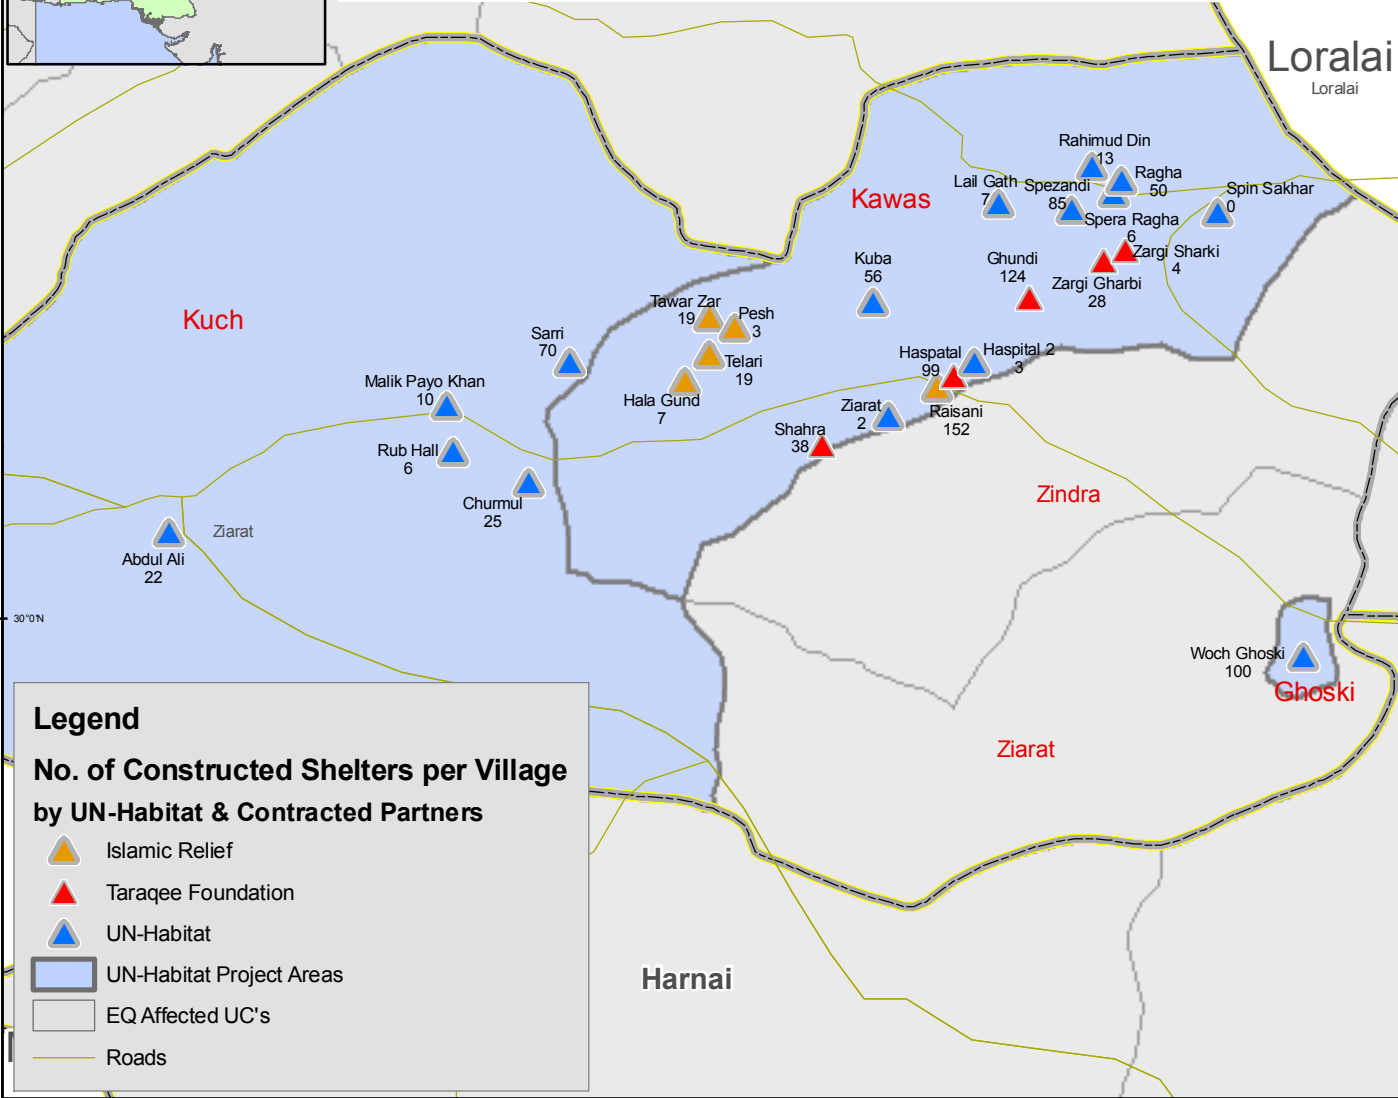 Loralai
Loralai
Rahimud Din
13
Ragha
50
Lail Gath
7
Spezandi
85
Spin Sakhar
0
Kawas
Spera Ragha
6
Zargi Sharki
4
Kuba
56
Ghundi
124
Zargi Gharbi
28
Kuch
Tawar Zar
19
Pesh
3
Sarri
70
Telari
19
Haspatal
99
Haspital 2
3
Malik Payo Khan
10
Hala Gund
7
Ziarat
2
Raisani
152
Shahra
38
Rub Hall
6
Churmul
25
Zindra
Ziarat
Abdul Ali
22
30°0'N
Woch Ghoski
100
Ghoski
Ziarat
Legend
No. of Constructed Shelters per Village
by UN-Habitat & Contracted Partners
Islamic Relief
Taraqee Foundation
UN-Habitat
UN-Habitat Project Areas
EQ Affected UC's
Roads
Harnai